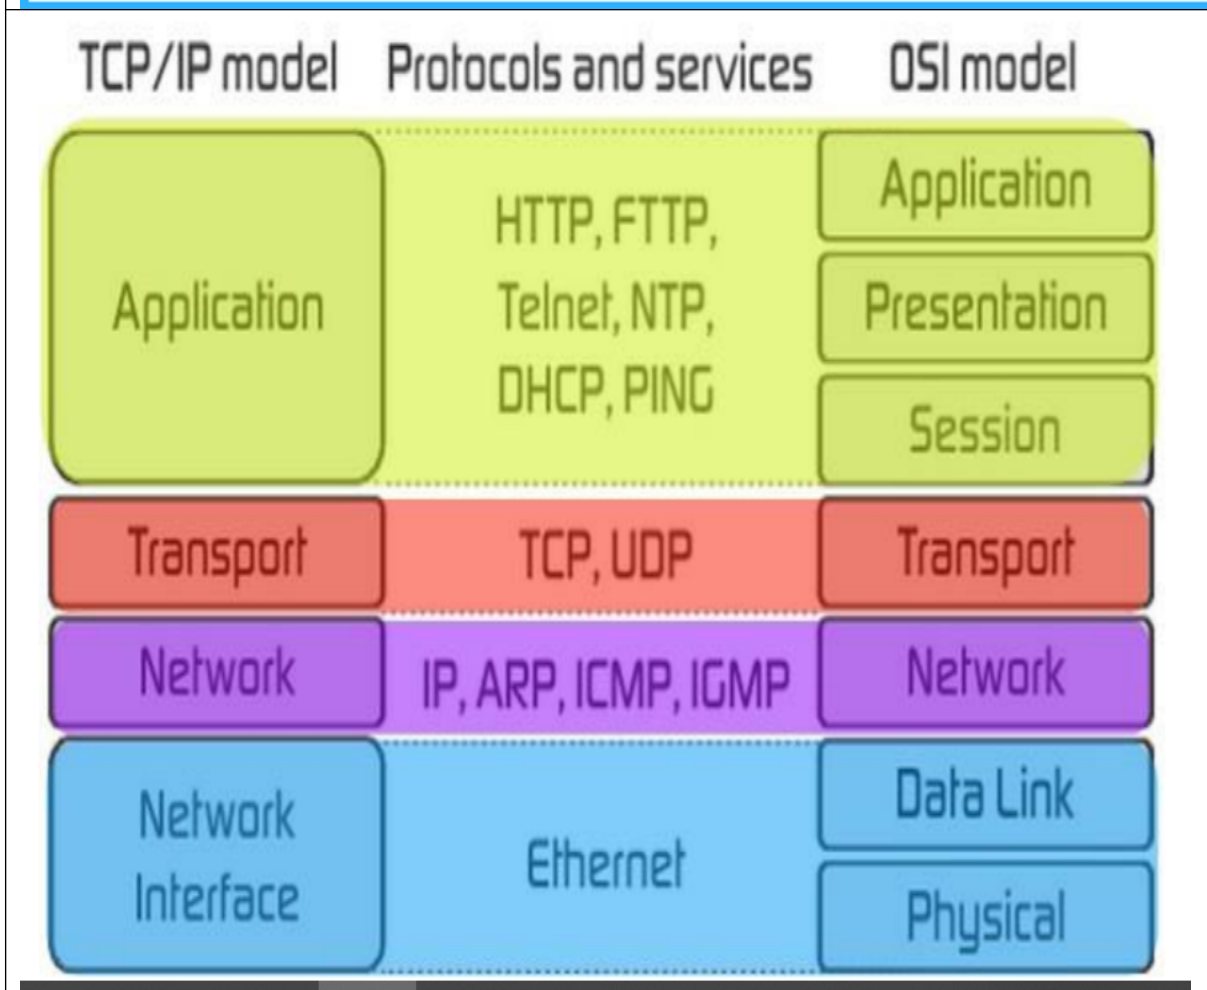 TCP/IP model Protocols and services OSI model
Application
HTTP, FTTP,
Telnet, NTP,
DHCP, PING
Application
Presentation
Session
Transport TCP, UDP Transport
Network IP, ARP, ICMP, IGMP Network
Network
Interface
Ethernet
Data Link
Physical